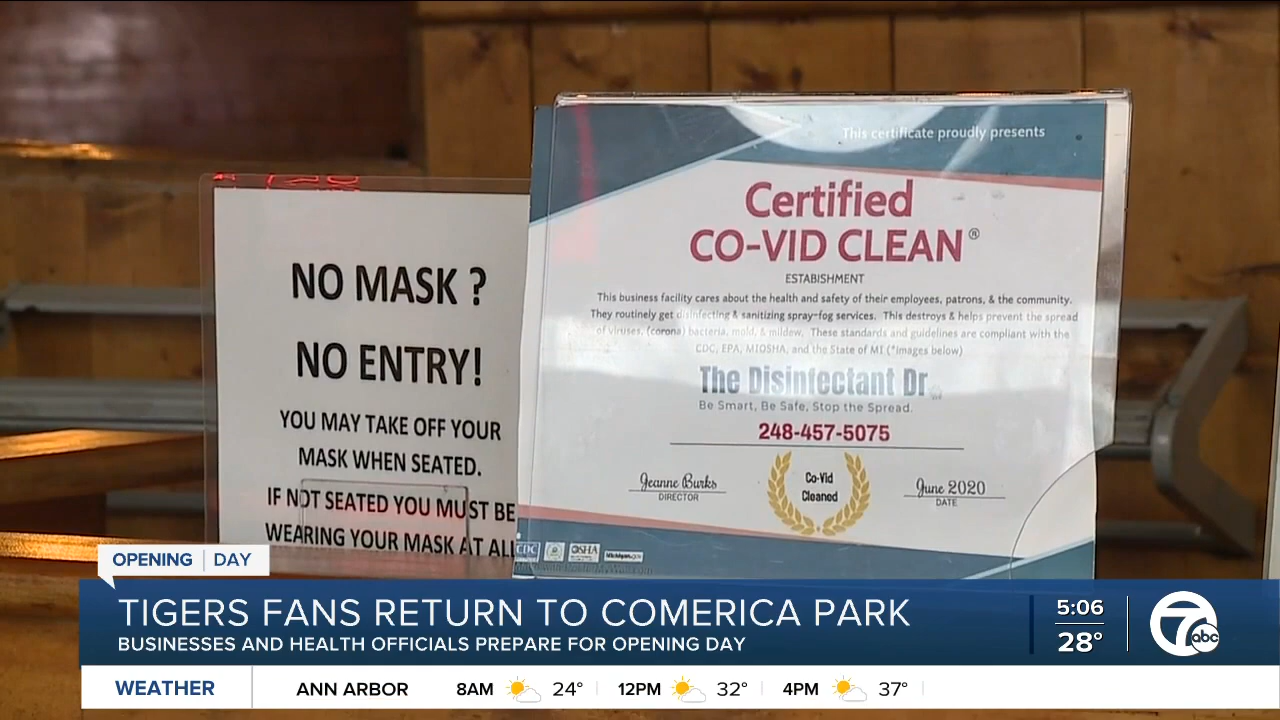 NO MASK ?
NO ENTRY!
YOU MAY TAKE OFF YOUR
MASK WHEN SEATED.
IF NOT SEATED YOU MUST BE
WEARING YOUR MASK AT ALL
This certificate proudly presents
Certified
CO-VID CLEAN®
ESTABISHMENT
This business facility cares about the health and safety of their employees, patrons, & the community.
They routinely get disinfecting & sanitizing spray-fog services. This destroys & helps prevent the spread
of viruses, (corona) bacteria, mold, & mildew. These standards and guidelines are compliant with the
CDC, EPA, MIOSHA, and the State of MI (*images below)
The Disinfectant Dr
Be Smart, Be Safe, Stop the Spread.
248-457-5075
Jeanne Burks
DIRECTOR
Co-Vid
Cleaned
June 2020
DATE
CDC
OSHA
Michigan.gov
OPENING DAY
TIGERS FANS RETURN TO COMERICA PARK
BUSINESSES AND HEALTH OFFICIALS PREPARE FOR OPENING DAY
5:06
28°
7 abc
WEATHER ANN ARBOR 8AM 24° 12PM 32° 4PM 37°